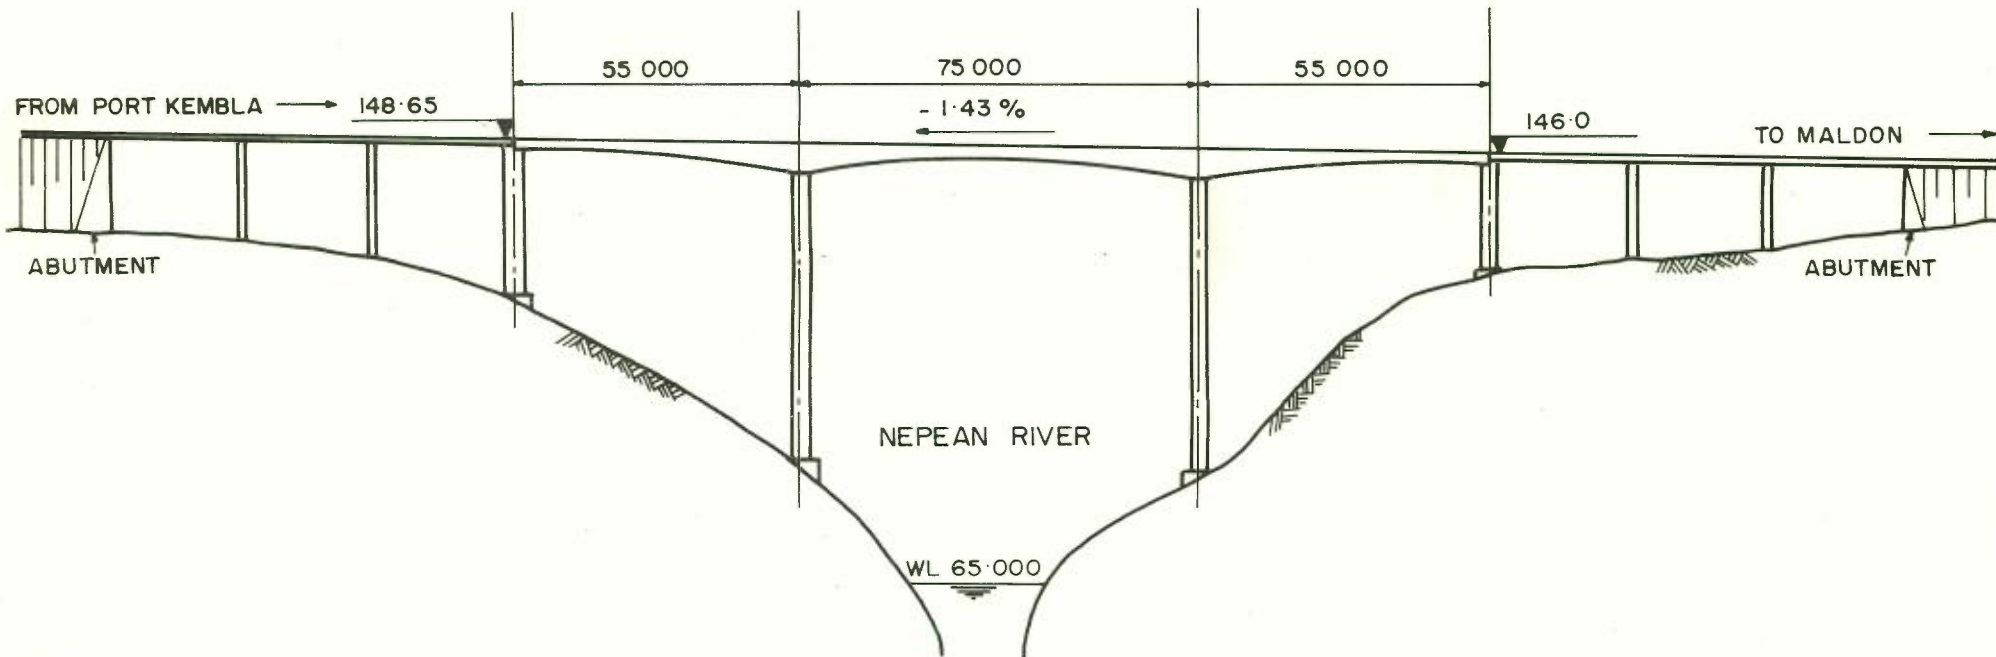 55 000
75 000
55 000
FROM PORT KEMBLA
148·65
- 1·43 %
146·0
TO MALDON
ABUTMENT
ABUTMENT
NEPEAN RIVER
WL 65·000